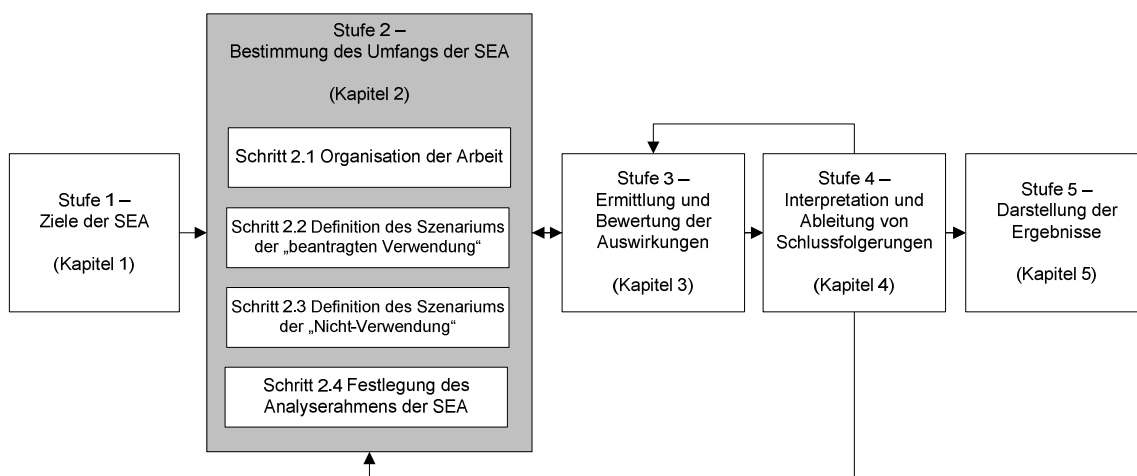 Stufe 1 –
Ziele der SEA
(Kapitel 1)
Stufe 2 –
Bestimmung des Umfangs der SEA
(Kapitel 2)
Schritt 2.1 Organisation der Arbeit
Schritt 2.2 Definition des Szenariums
der „beantragten Verwendung“
Schritt 2.3 Definition des Szenariums
der „Nicht-Verwendung“
Schritt 2.4 Festlegung des
Analyserahmens der SEA
Stufe 3 –
Ermittlung und
Bewertung der
Auswirkungen
(Kapitel 3)
Stufe 4 –
Interpretation und
Ableitung von
Schlussfolgerungen
(Kapitel 4)
Stufe 5 –
Darstellung der
Ergebnisse
(Kapitel 5)